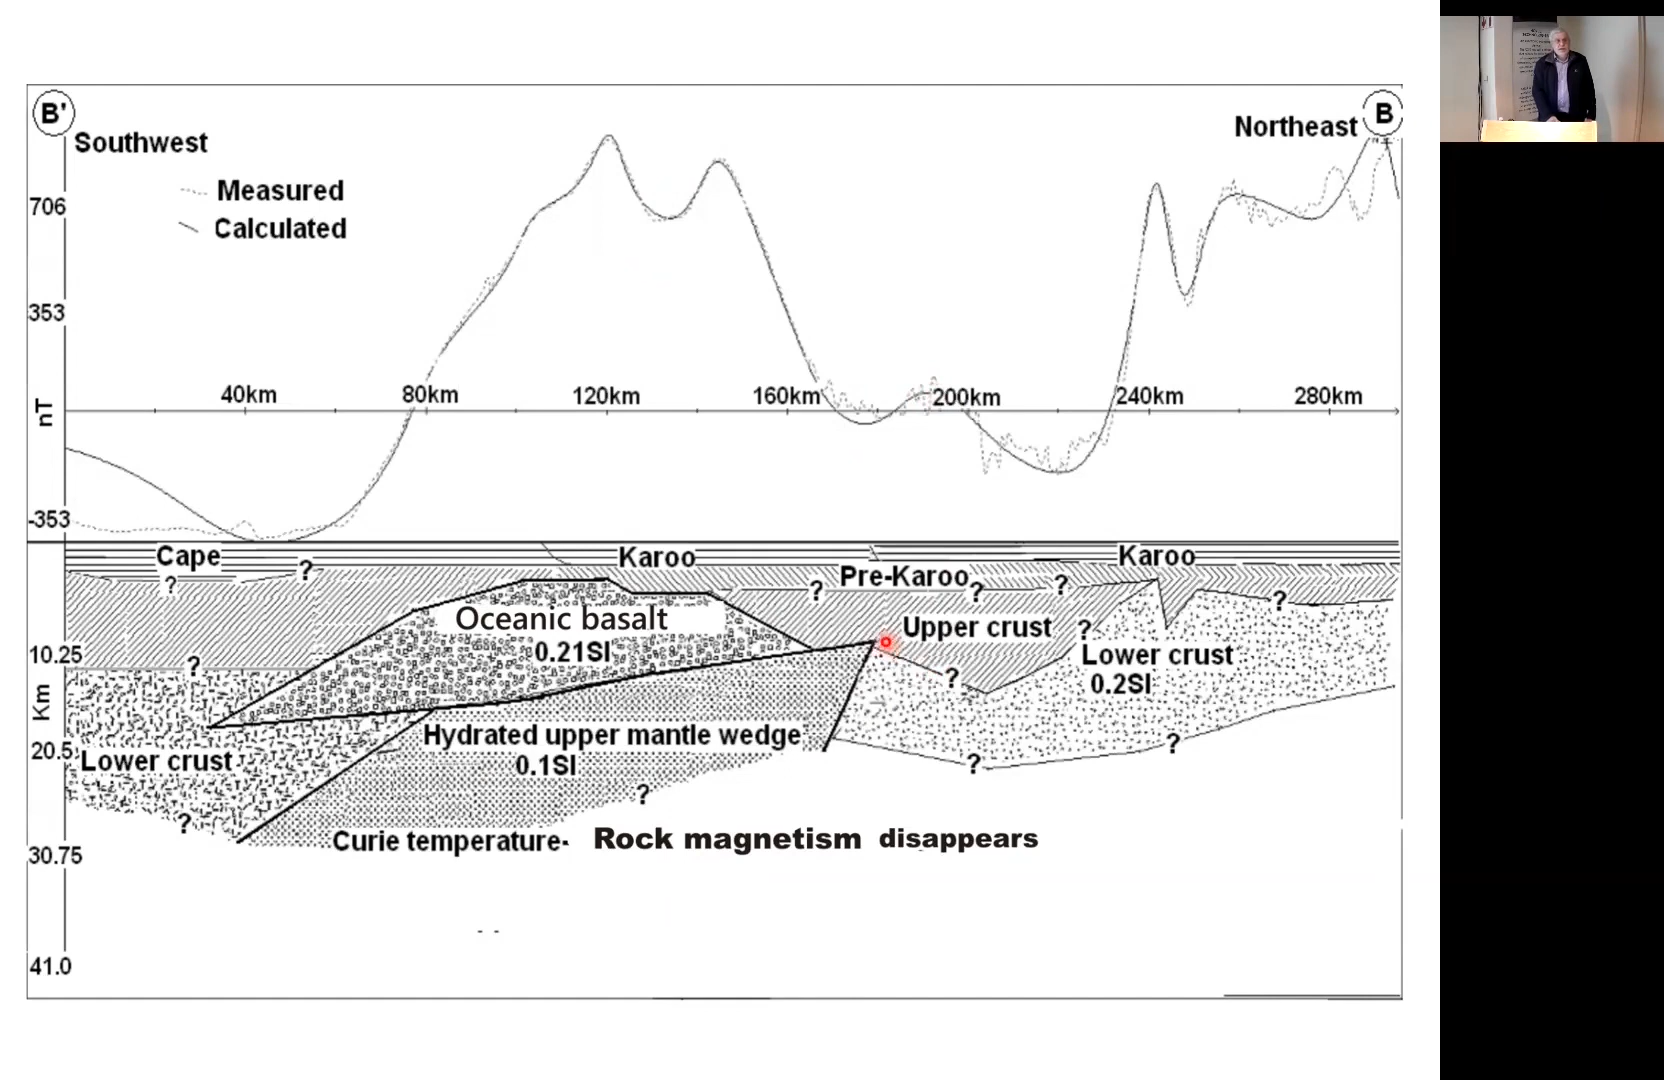 B'
Southwest
Northeast
B
Measured
Calculated
706
353
nT
-353
40km
80km
120km
160km
200km
240km
280km
Cape
Karoo
Karoo
?
?
Pre-Karoo
?
?
?
?
Oceanic basalt
0.21SI
Upper crust
?
Lower crust
0.2SI
10.25
?
?
Km
20.5
Lower crust
Hydrated upper mantle wedge
0.1SI
?
?
?
?
Curie temperature-
Rock magnetism disappears
30.75
41.0